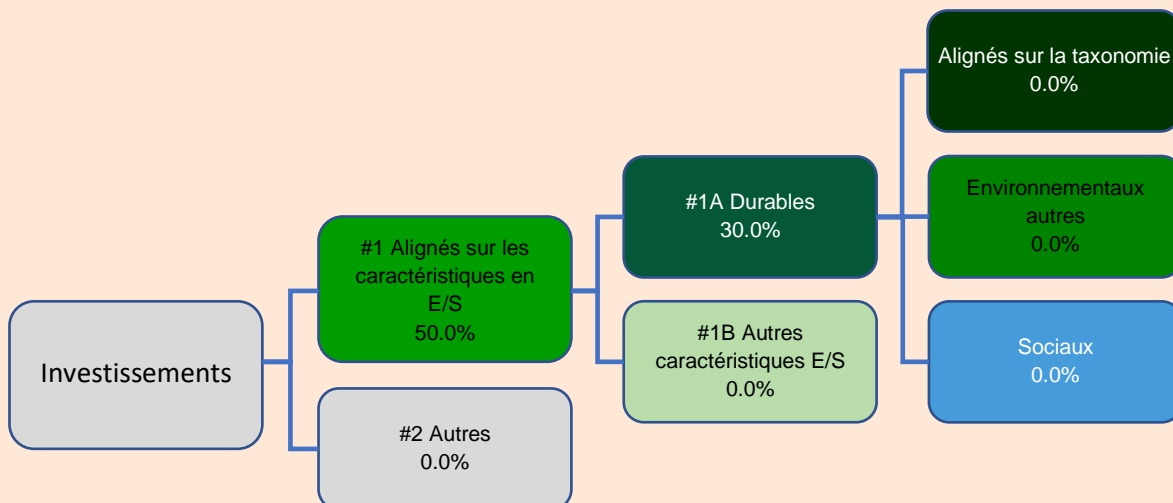 Investissements
#1 Alignés sur les
caractéristiques en
E/S
50.0%
#2 Autres
0.0%
#1A Durables
30.0%
#1B Autres
caractéristiques E/S
0.0%
Alignés sur la taxonomie
0.0%
Environnementaux
autres
0.0%
Sociaux
0.0%